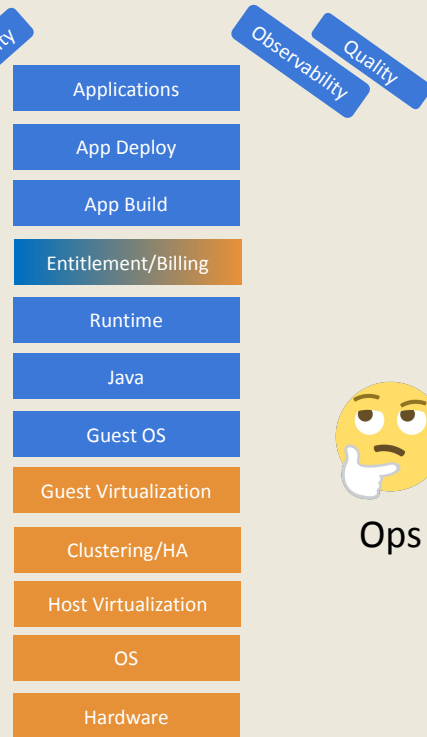 Observability
Quality
Applications
App Deploy
App Build
Entitlement/Billing
Runtime
Java
Guest OS
Guest Virtualization
Clustering/HA
Ops
Host Virtualization
OS
Hardware